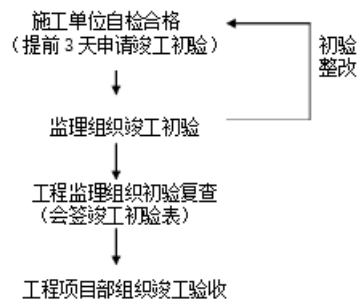 施工单位自检合格
（提前3天申请竣工初验）
初验
整改
监理组织竣工初验
工程监理组织初验复查
（会签竣工初验表）
工程项目部组织竣工验收